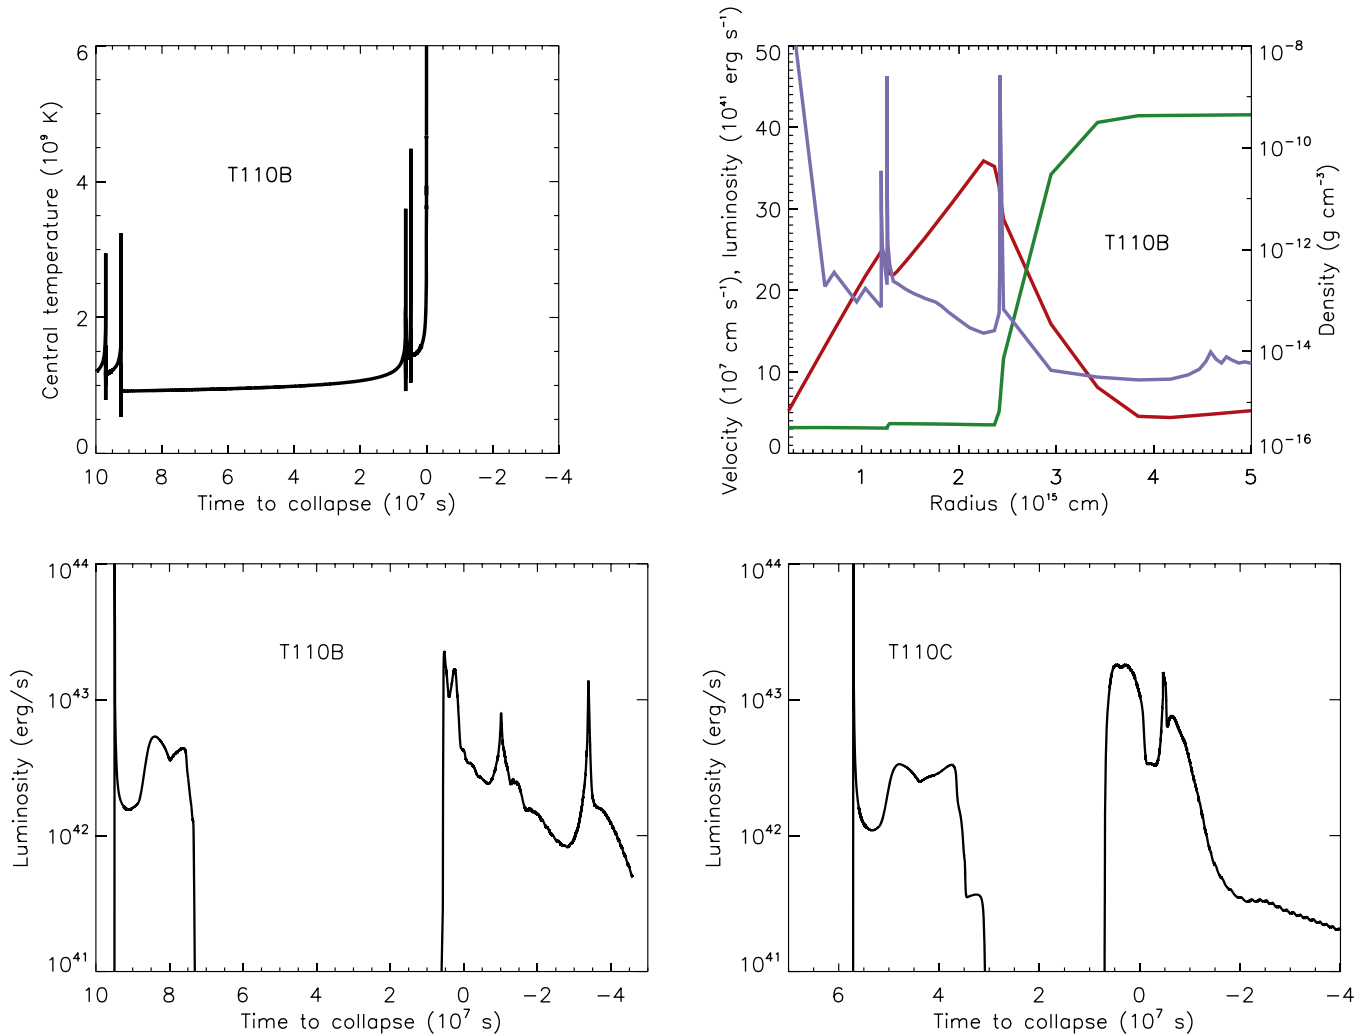 6
4
2
0
Central temperature (10⁹ K)
T110B
10 8 6 4 2 0 −2 −4
Time to collapse (10⁷ s)
50
40
30
20
10
0
Velocity (10⁷ cm s⁻¹), luminosity (10⁴¹ erg s⁻¹)
T110B
10⁻⁸
10⁻¹⁰
10⁻¹²
10⁻¹⁴
10⁻¹⁶
Density (g cm⁻³)
1 2 3 4 5
Radius (10¹⁵ cm)
10⁴⁴
10⁴³
10⁴²
10⁴¹
Luminosity (erg/s)
T110B
10 8 6 4 2 0 −2 −4
Time to collapse (10⁷ s)
10⁴⁴
10⁴³
10⁴²
10⁴¹
Luminosity (erg/s)
T110C
6 4 2 0 −2 −4
Time to collapse (10⁷ s)